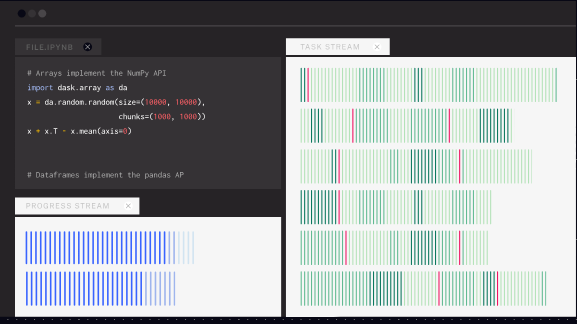 FILE.IPYNB
# Arrays implement the NumPy API
import dask.array as da
x = da.random.random(size=(10000, 10000),
chunks=(1000, 1000))
x + x.T - x.mean(axis=0)
# Dataframes implement the pandas AP
PROGRESS STREAM
TASK STREAM